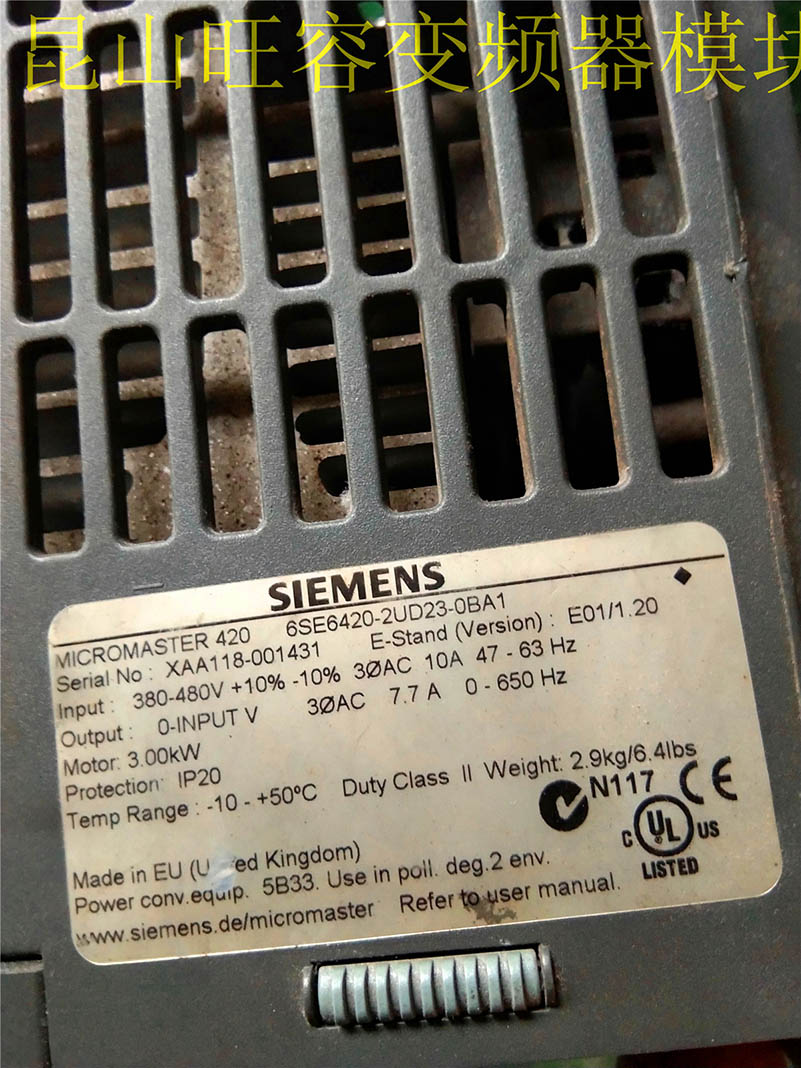 昆山旺容变频器模块
SIEMENS
MICROMASTER 420 6SE6420-2UD23-0BA1
Serial No : XAA118-001431 E-Stand (Version) : E01/1.20
Input : 380-480V +10% -10% 3ØAC 10A 47 - 63 Hz
Output : 0-INPUT V 3ØAC 7.7 A 0 - 650 Hz
Motor: 3.00kW
Protection: IP20
Temp Range : -10 - +50ºC Duty Class II Weight: 2.9kg/6.4lbs
N117 CE
C UL US
LISTED
Made in EU (U ed Kingdom)
Power conv.equip. 5B33. Use in poll. deg.2 env.
www.siemens.de/micromaster Refer to user manual.